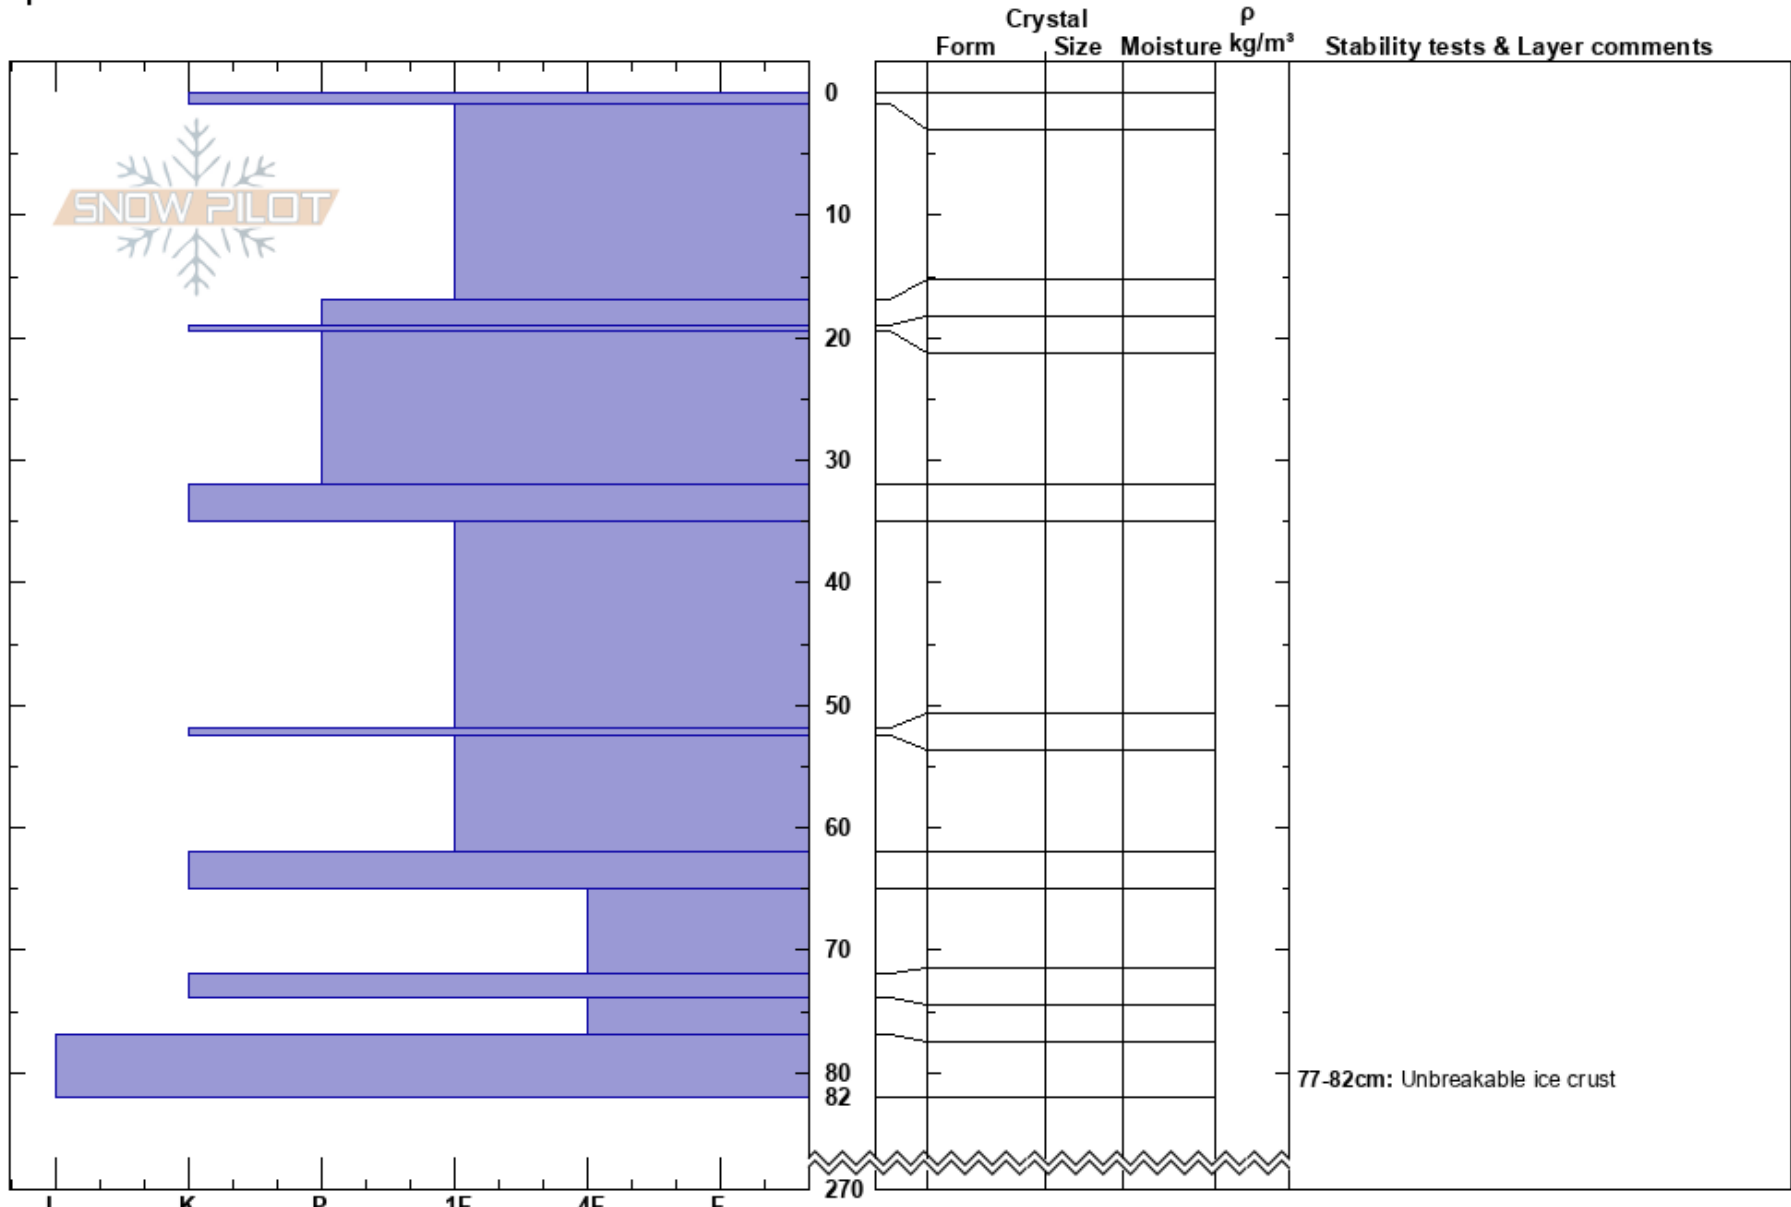 Crystal
ρ
Form Size Moisture kg/m³ Stability tests & Layer comments
0
SNOW PILOT
10
20
30
40
50
60
70
80
77-82cm: Unbreakable ice crust
82
270
I K P 1F 4F F